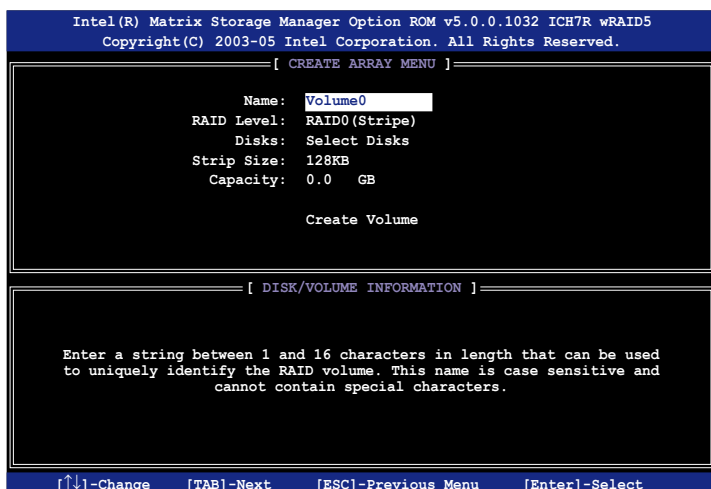 Intel(R) Matrix Storage Manager Option ROM v5.0.0.1032 ICH7R wRAID5
Copyright(C) 2003-05 Intel Corporation. All Rights Reserved.
[ CREATE ARRAY MENU ]
Name: Volume0
RAID Level: RAID0(Stripe)
Disks: Select Disks
Strip Size: 128KB
Capacity: 0.0 GB
Create Volume
[ DISK/VOLUME INFORMATION ]
Enter a string between 1 and 16 characters in length that can be used
to uniquely identify the RAID volume. This name is case sensitive and
cannot contain special characters.
[↑↓]-Change [TAB]-Next [ESC]-Previous Menu [Enter]-Select